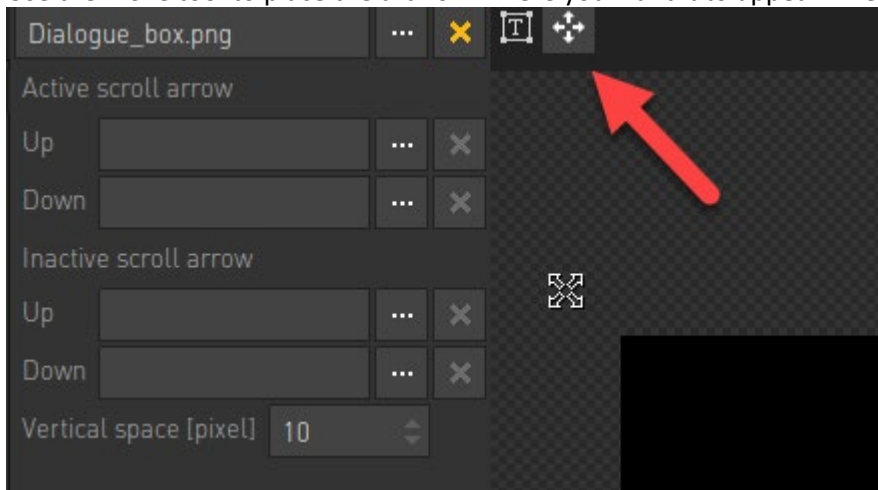 Dialogue_box.png
T
Active scroll arrow
Up
Down
Inactive scroll arrow
Up
Down
Vertical space [pixel] 10